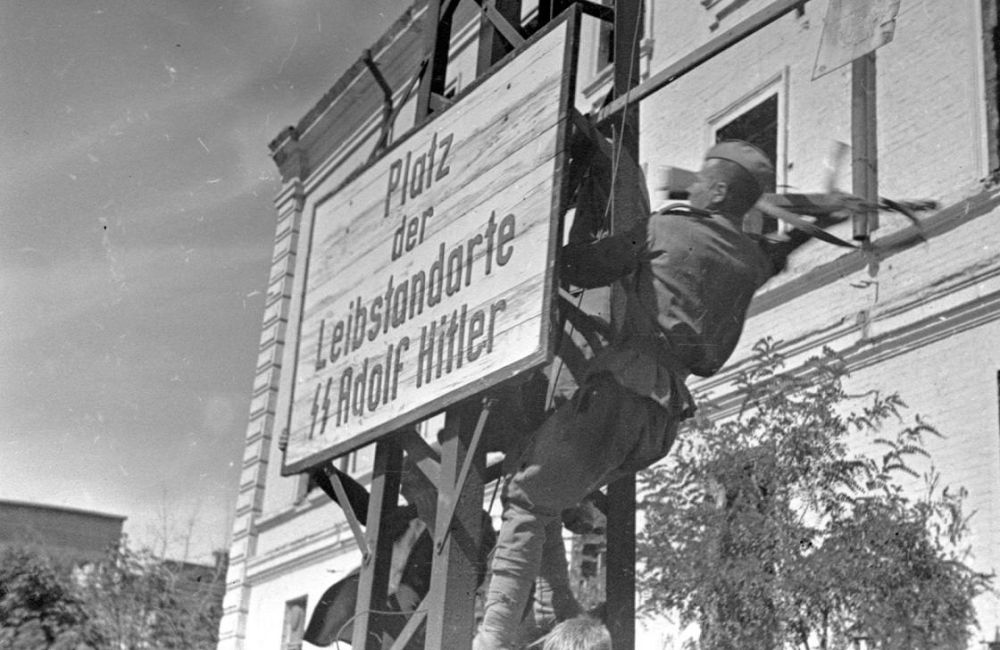 Platz
der
Leibstandarte
SS Adolf Hitler